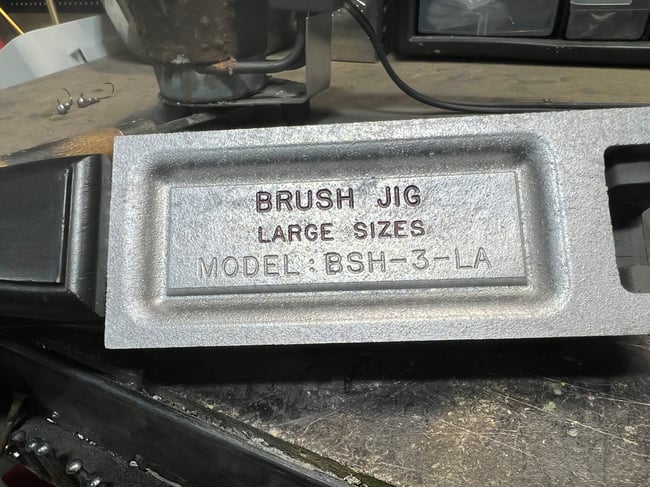 BRUSH JIG
LARGE SIZES
MODEL: BSH-3-LA